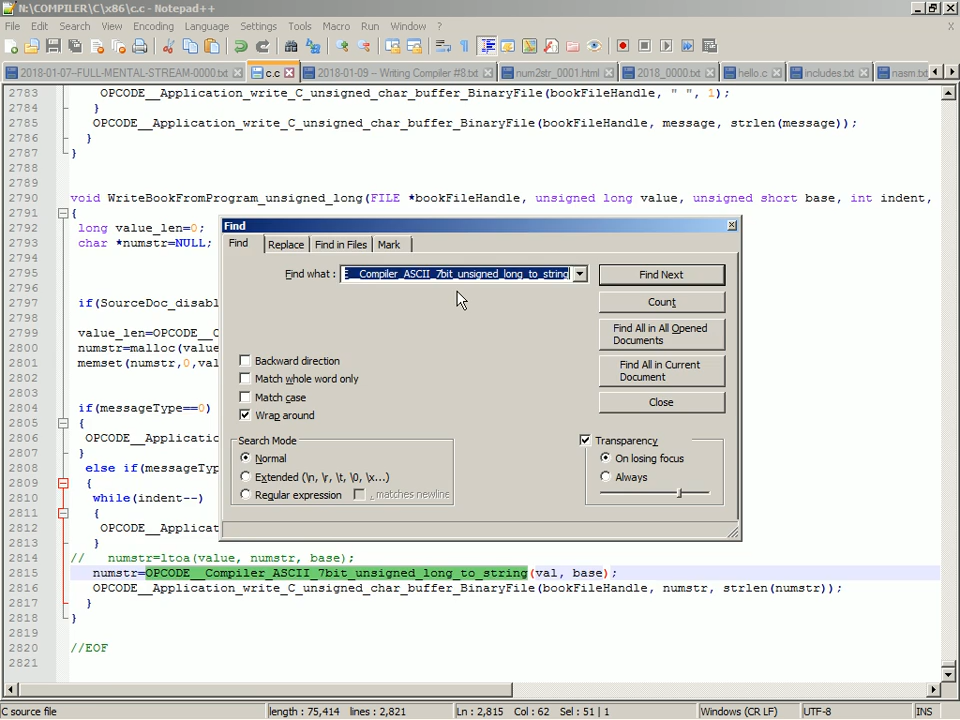 N:\COMPILER\C\x86\c.c - Notepad++
File Edit Search View Encoding Language Settings Tools Macro Run Window ?
2018-01-07-FULL-MENTAL-STREAM-0000.txt c.c 2018-01-09 -- Writing Compiler #8.txt num2str_0001.html 2018_0000.txt hello.c includes.txt nasm.tx
2783 OPCODE__Application_write_C_unsigned_char_buffer_BinaryFile(bookFileHandle, " ", 1);
2784 }
2785 OPCODE__Application_write_C_unsigned_char_buffer_BinaryFile(bookFileHandle, message, strlen(message));
2786 }
2787 }
2788
2789
2790 void WriteBookFromProgram_unsigned_long(FILE *bookFileHandle, unsigned long value, unsigned short base, int indent,
2791 {
2792 long value_len=0;
2793 char *numstr=NULL;
2794
2795
2796
2797 if(SourceDoc_disabl
2798
2799 value_len=OPCODE__C
2800 numstr=malloc(value
2801 memset(numstr,0,val
2802
2803
2804 if(messageType==0)
2805 {
2806 OPCODE__Applicatio
2807 }
2808 else if(messageTyp
2809 {
2810 while(indent--)
2811 {
2812 OPCODE__Applicat
2813 }
2814 // numstr=ltoa(value, numstr, base);
2815 numstr=OPCODE__Compiler_ASCII_7bit_unsigned_long_to_string(val, base);
2816 OPCODE__Application_write_C_unsigned_char_buffer_BinaryFile(bookFileHandle, numstr, strlen(numstr));
2817 }
2818 }
2819
2820 //EOF
2821
Find
Find Replace Find in Files Mark
Find what : E__Compiler_ASCII_7bit_unsigned_long_to_string
Find Next
Count
Find All in All Opened Documents
Find All in Current Document
Close
Backward direction
Match whole word only
Match case
Wrap around
Search Mode
Normal
Extended (\n, \r, \t, \0, \x...)
Regular expression . matches newline
Transparency
On losing focus
Always
C source file length : 75,414 lines : 2,821 Ln : 2,815 Col : 62 Sel : 51 | 1 Windows (CR LF) UTF-8 INS